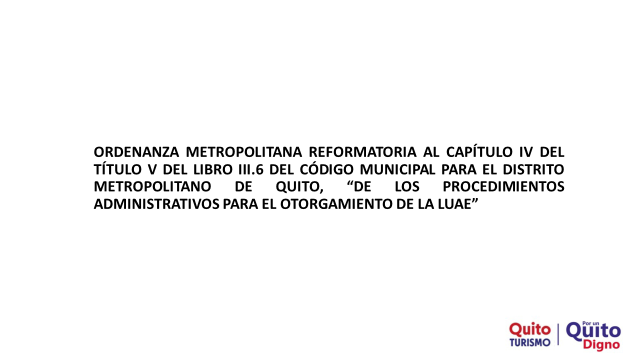 ORDENANZA METROPOLITANA REFORMATORIA AL CAPÍTULO IV DEL
TÍTULO V DEL LIBRO III.6 DEL CÓDIGO MUNICIPAL PARA EL DISTRITO
METROPOLITANO DE QUITO, “DE LOS PROCEDIMIENTOS
ADMINISTRATIVOS PARA EL OTORGAMIENTO DE LA LUAE”
Quito
TURISMO
Por un
Quito
Digno